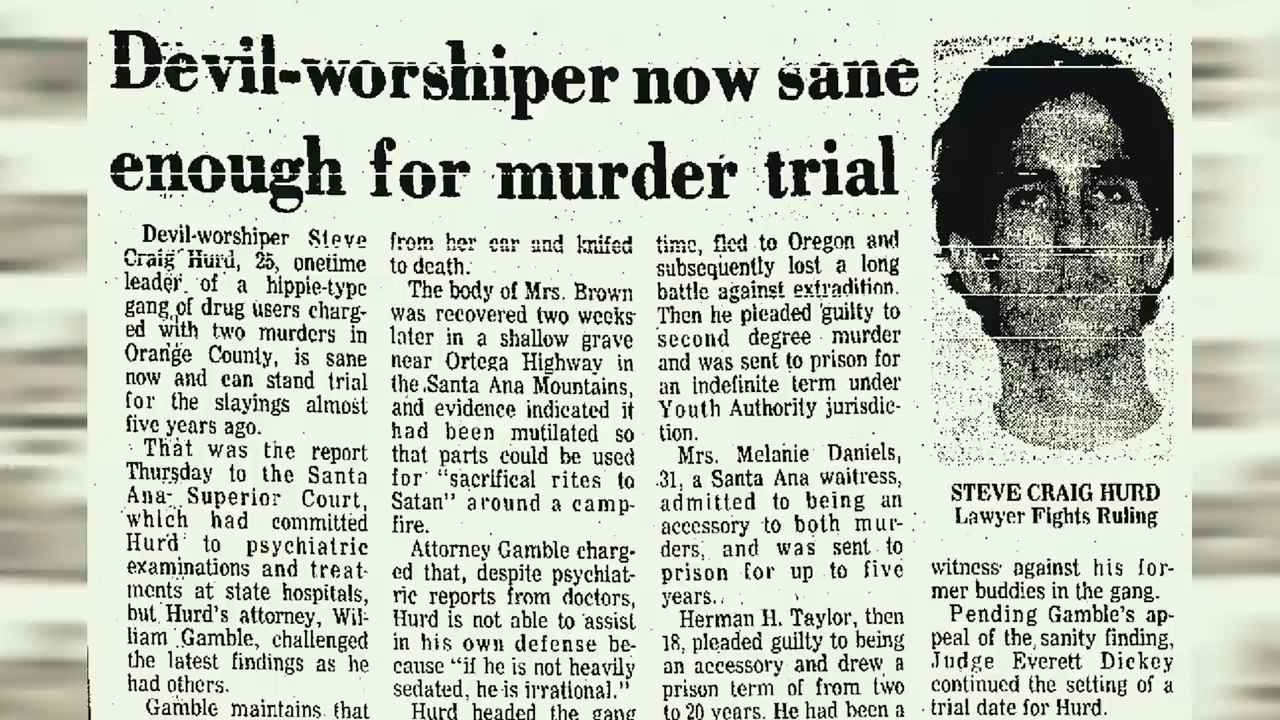 Devil-worshiper now sane
enough for murder trial
Devil-worshiper Steve
Craig Hurd, 25, onetime
leader of a hippie-type
gang of drug users charg-
ed with two murders in
Orange County, is sane
now and can stand trial
for the slayings almost
five years ago.
That was the report
Thursday to the Santa
Ana Superior Court,
which had committed
Hurd to psychiatric
examinations and treat-
ments at state hospitals,
but Hurd's attorney, Wil-
liam Gamble, challenged
the latest findings as he
had others.
Gamble maintains that
from her car and knifed
to death.
The body of Mrs. Brown
was recovered two weeks
later in a shallow grave
near Ortega Highway in
the Santa Ana Mountains,
and evidence indicated it
had been mutilated so
that parts could be used
for "sacrifical rites to
Satan" around a camp-
fire.
Attorney Gamble charg-
ed that, despite psychiat-
ric reports from doctors,
Hurd is not able to assist
in his own defense be-
cause "if he is not heavily
sedated, he is irrational."
Hurd headed the gang
time, fled to Oregon and
subsequently lost a long
battle against extradition.
Then he pleaded guilty to
second degree murder
and was sent to prison for
an indefinite term under
Youth Authority jurisdic-
tion.
Mrs. Melanie Daniels,
31, a Santa Ana waitress,
admitted to being an
accessory to both mur-
ders, and was sent to
prison for up to five
years.
Herman H. Taylor, then
18, pleaded guilty to being
an accessory and drew a
prison term of from two
to 20 years. He had been a
STEVE CRAIG HURD
Lawyer Fights Ruling
witness against his for-
mer buddies in the gang.
Pending Gamble's ap-
peal of the sanity finding,
Judge Everett Dickey
continued the setting of a
trial date for Hurd.